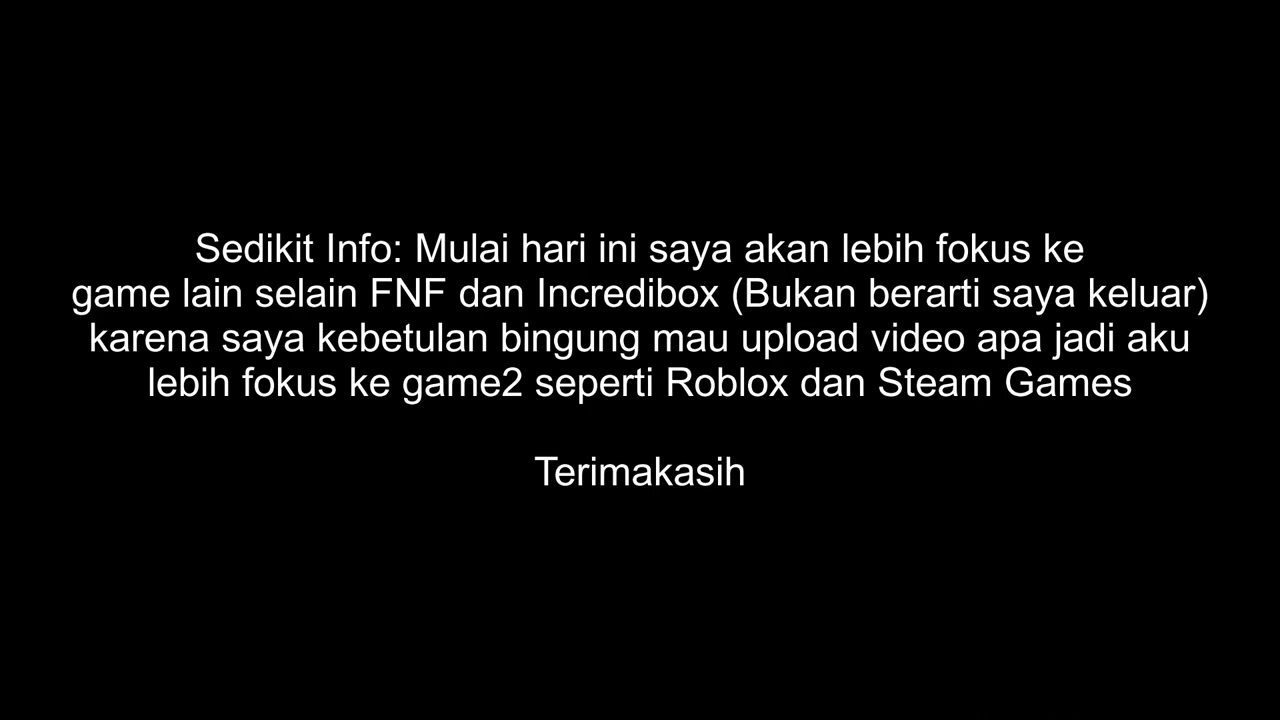 Sedikit Info: Mulai hari ini saya akan lebih fokus ke
game lain selain FNF dan Incredibox (Bukan berarti saya keluar)
karena saya kebetulan bingung mau upload video apa jadi aku
lebih fokus ke game2 seperti Roblox dan Steam Games
Terimakasih